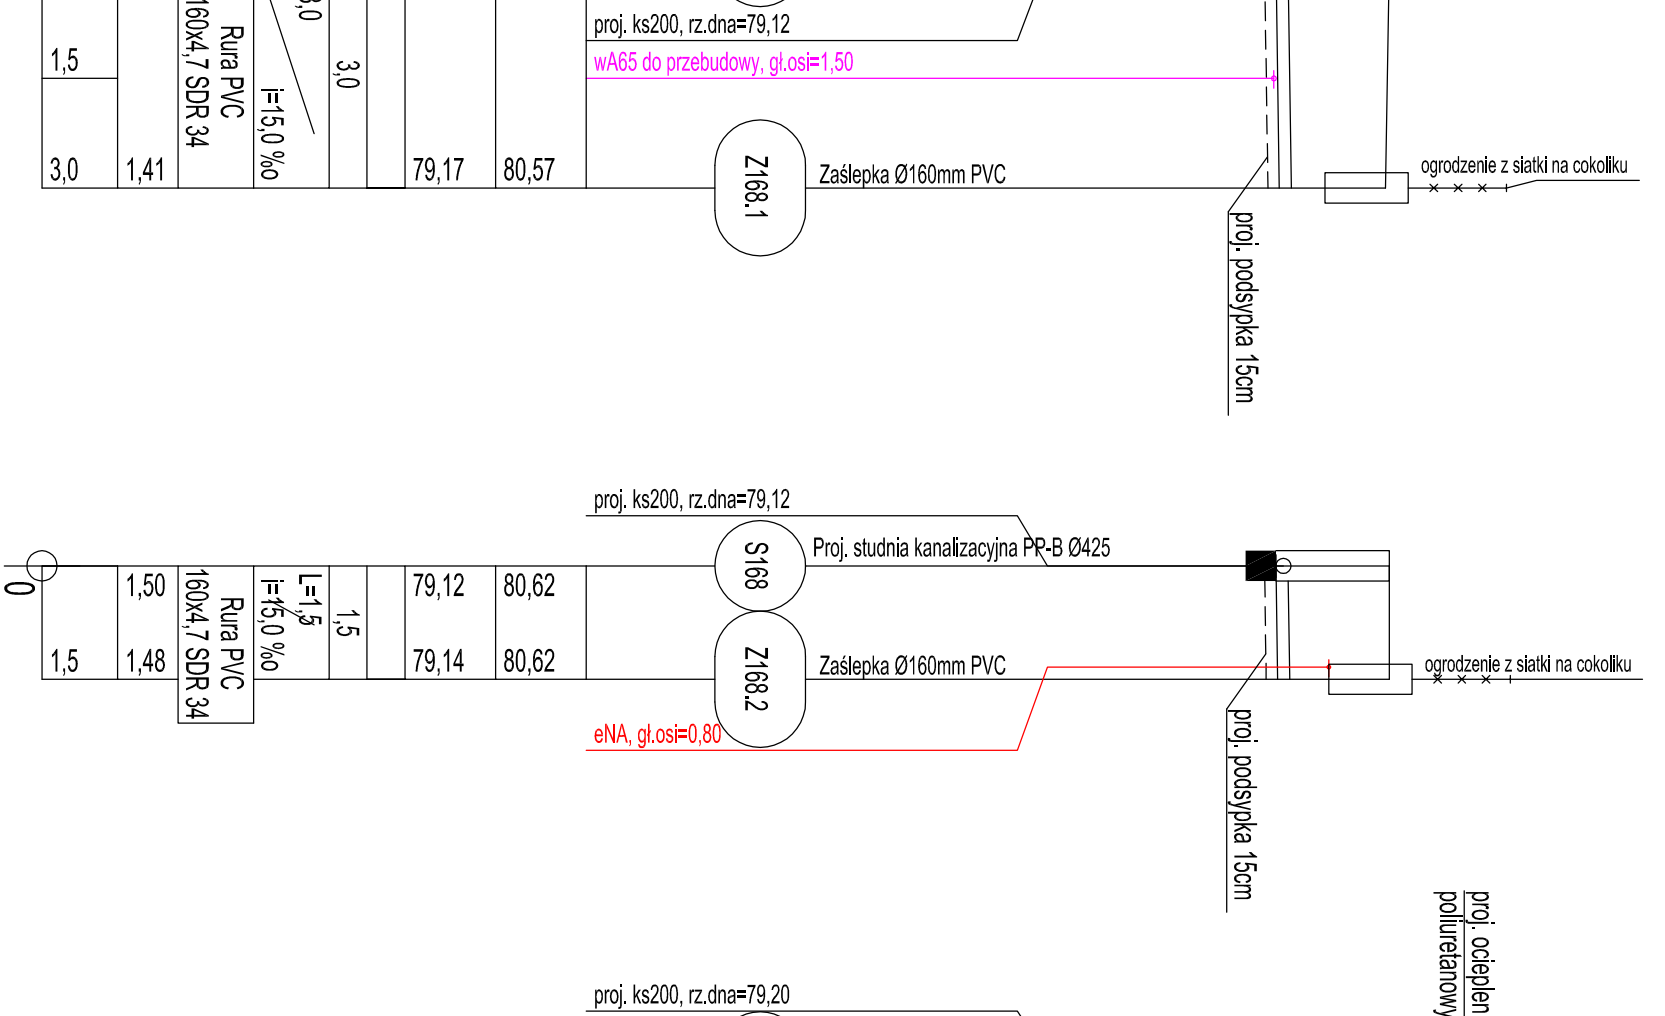 proj. ks200, rz.dna=79,12
wA65 do przebudowy, gł.osi=1,50
1,5
3,0
1,41
Rura PVC
160x4,7 SDR 34
i=15,0 ‰
3,0
79,17
80,57
Z168.1
Zaślepka Ø160mm PVC
ogrodzenie z siatki na cokoliku
proj. podsypka 15cm
proj. ks200, rz.dna=79,12
S168
Proj. studnia kanalizacyjna PP-B Ø425
0
1,50
Rura PVC
160x4,7 SDR 34
L=1,5
i=15,0 ‰
1,5
79,12
80,62
1,5
1,48
79,14
80,62
Z168.2
Zaślepka Ø160mm PVC
ogrodzenie z siatki na cokoliku
eNA, gł.osi=0,80
proj. podsypka 15cm
proj. ocieplen
poliuretanowy
proj. ks200, rz.dna=79,20